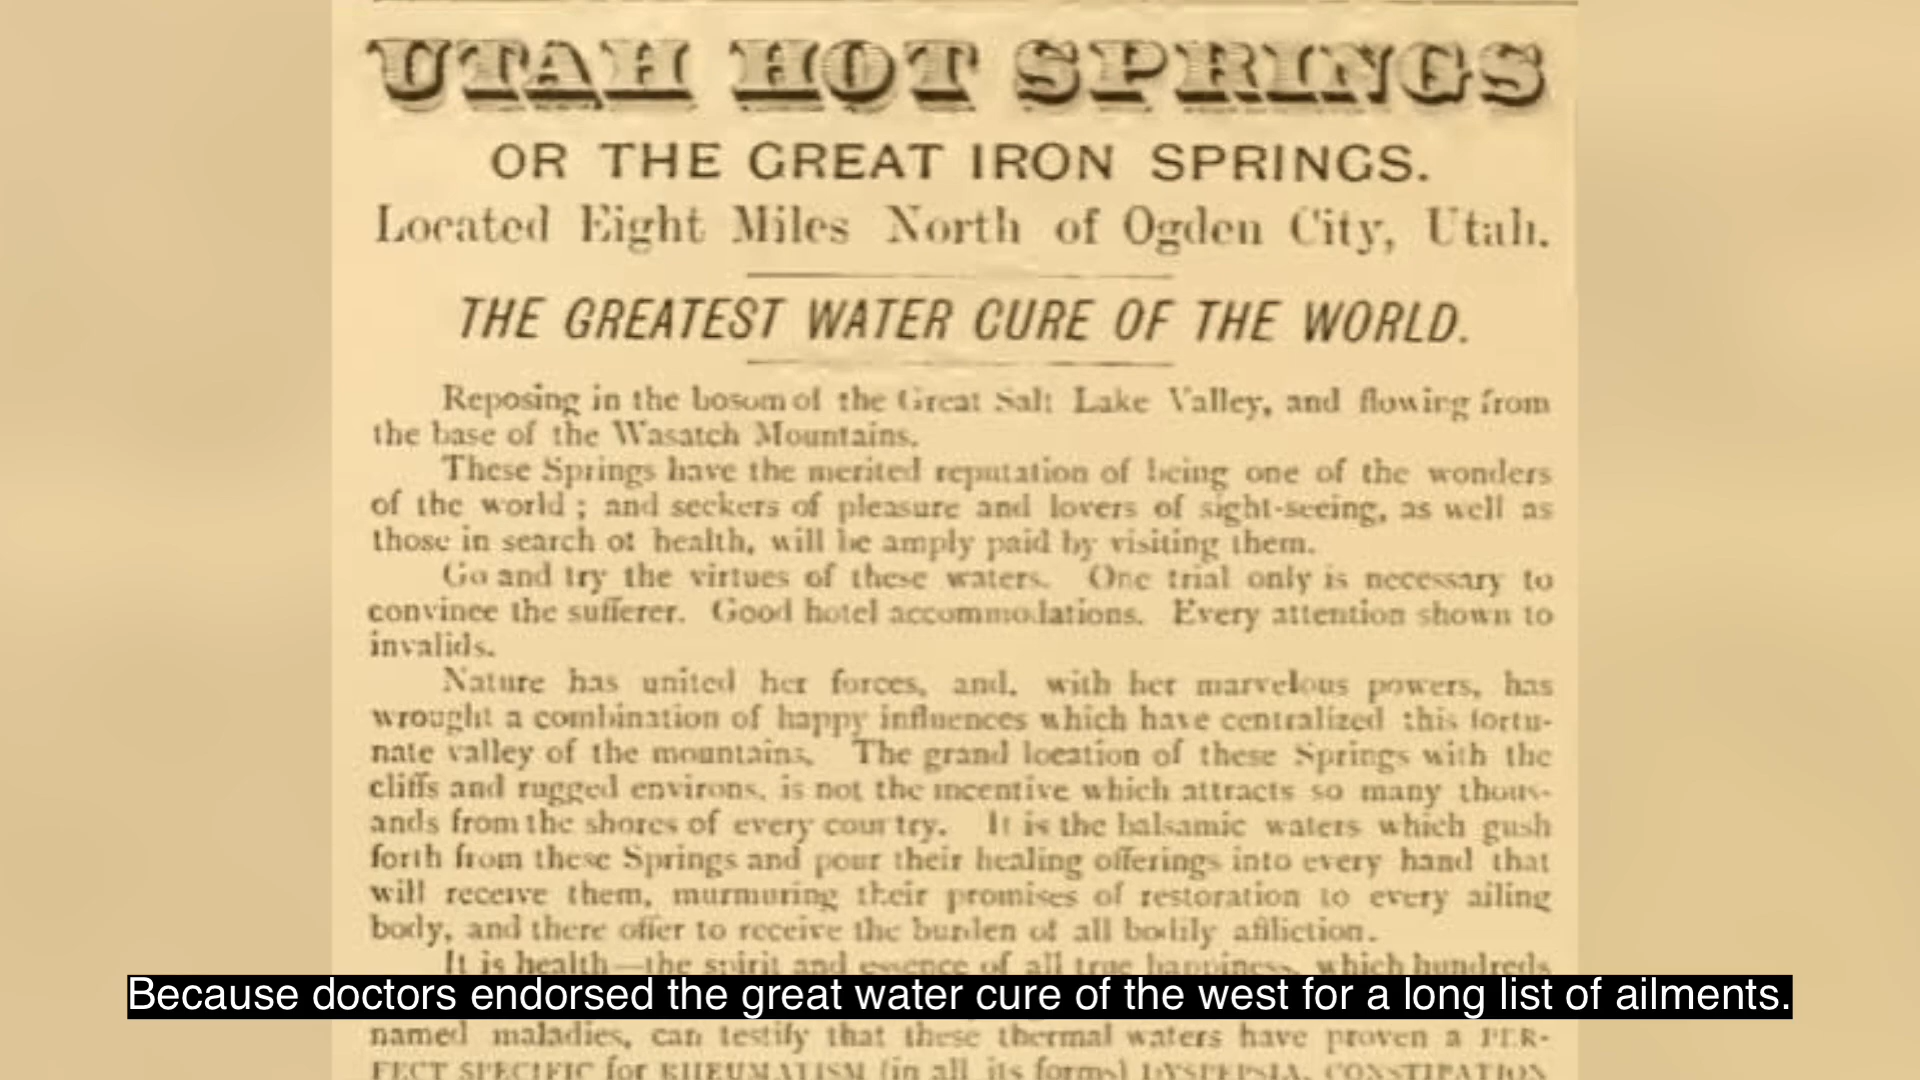 UTAH HOT SPRINGS
OR THE GREAT IRON SPRINGS.
Located Eight Miles North of Ogden City, Utah.
THE GREATEST WATER CURE OF THE WORLD.
Reposing in the bosom of the Great Salt Lake Valley, and flowing from
the base of the Wasatch Mountains.
These Springs have the merited reputation of being one of the wonders
of the world ; and seekers of pleasure and lovers of sight-seeing, as well as
those in search of health, will be amply paid by visiting them.
Go and try the virtues of these waters. One trial only is necessary to
convince the sufferer. Good hotel accommodations. Every attention shown to
invalids.
Nature has united her forces, and, with her marvelous powers, has
wrought a combination of happy influences which have centralized this fortu-
nate valley of the mountains. The grand location of these Springs with the
cliffs and rugged environs, is not the incentive which attracts so many thous-
ands from the shores of every country. It is the balsamic waters which gush
forth from these Springs and pour their healing offerings into every hand that
will receive them, murmuring their promises of restoration to every ailing
body, and there offer to receive the burden of all bodily affliction.
It is health—the spirit and essence of all true happiness, which hundreds
Because doctors endorsed the great water cure of the west for a long list of ailments.
named maladies, can testify that these thermal waters have proven a PER-
FECT SPECIFIC for RHEUMATISM (in all its forms) DYSPEPSIA, CONSTIPATION